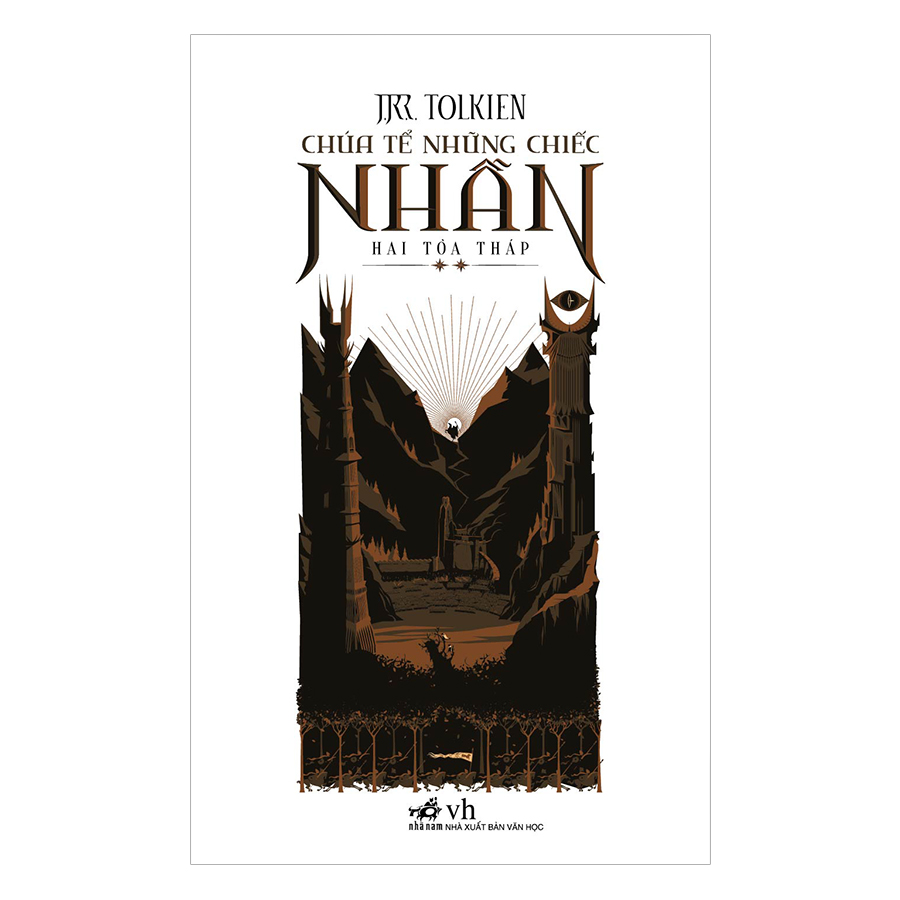 J.R.R. TOLKIEN
CHÚA TỂ NHỮNG CHIẾC
NHẪN
HAI TÒA THÁP
vh
nhã nam NHÀ XUẤT BẢN VĂN HỌC